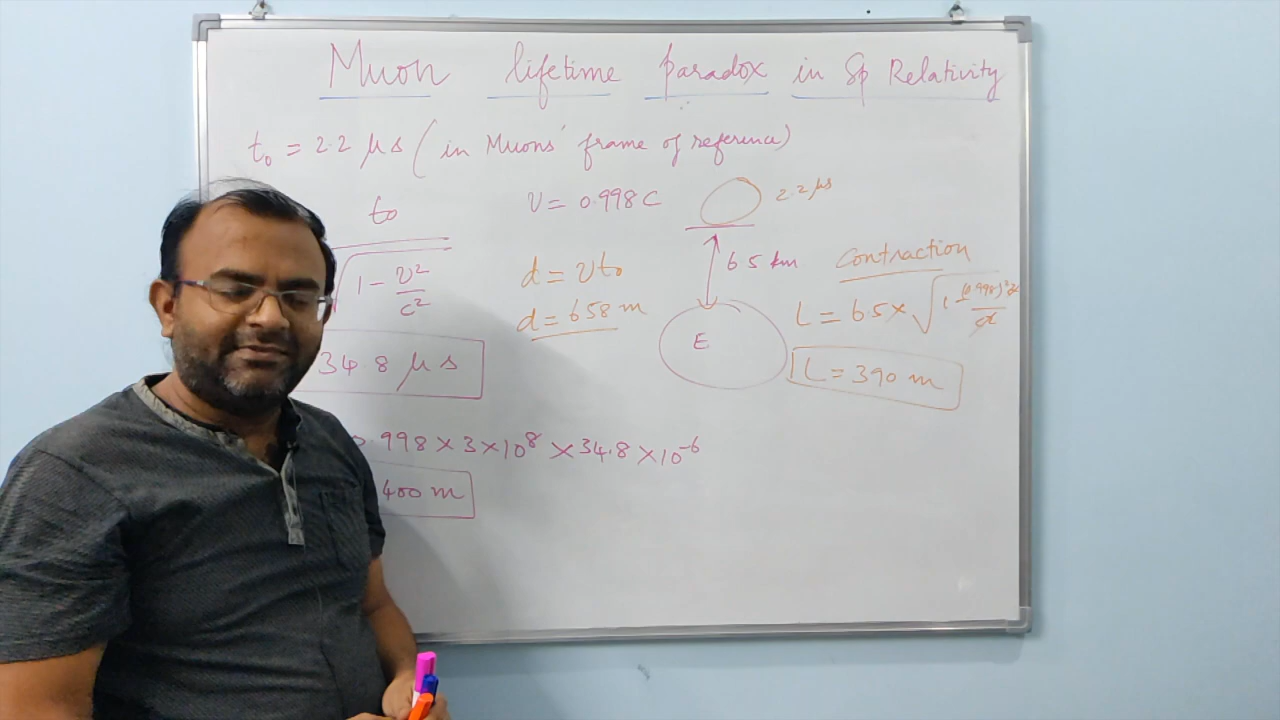 Muon lifetime paradox in Sp Relativity
t₀ = 2.2 μs (in Muons' frame of reference)
t₀
1 - v²
c²
34 8 μs
0.998 × 3 × 10⁸ × 34.8 × 10⁻⁶
400 m
v = 0.998 C
d = v t₀
d = 658 m
2.2 μs
6.5 km
E
Contraction
L = 6.5 × √1 - (0.998)²c²
c²
L = 390 m